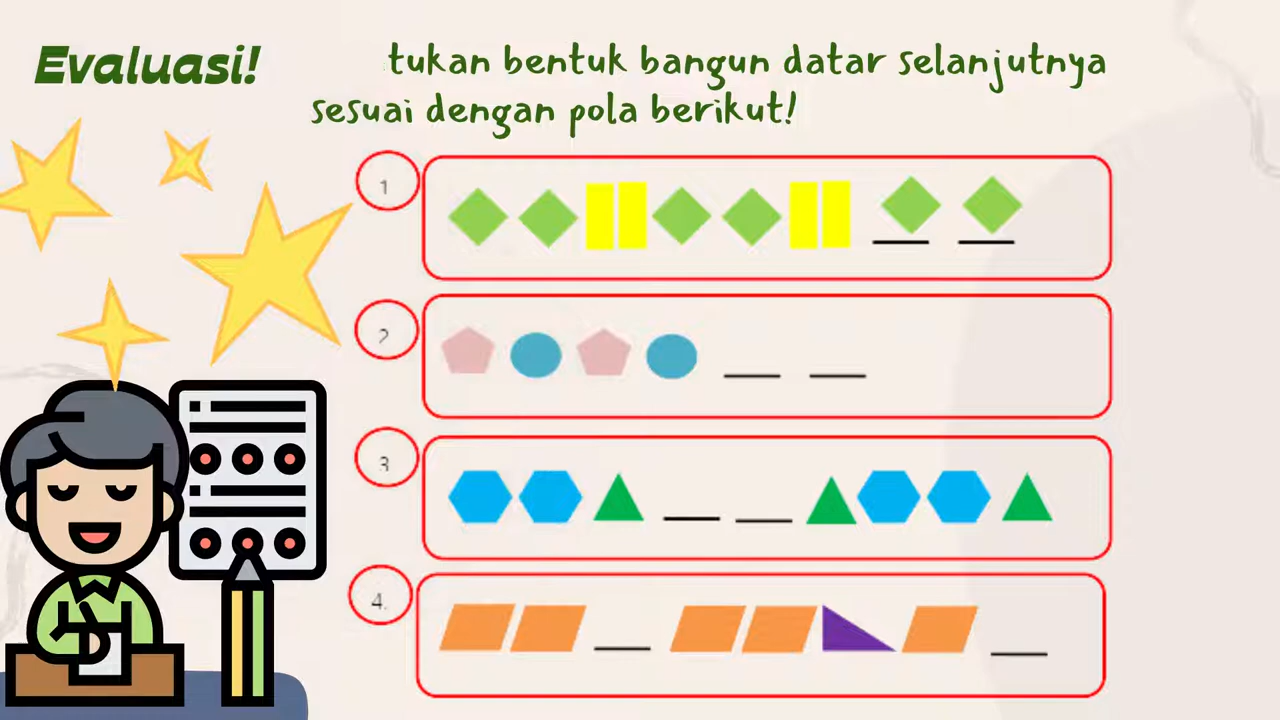 Evaluasi!
tukan bentuk bangun datar selanjutnya
sesuai dengan pola berikut!
1
2
3
4.